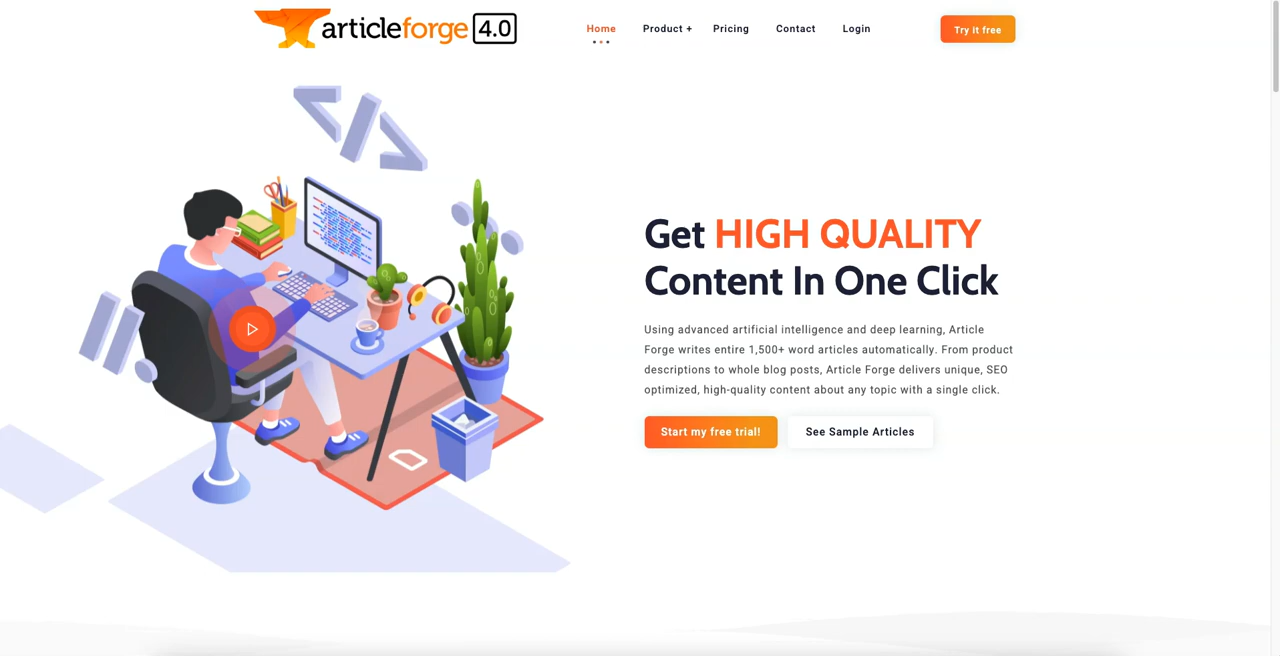 articleforge 4.0
Home
Product +
Pricing
Contact
Login
Try it free
Get HIGH QUALITY
Content In One Click
Using advanced artificial intelligence and deep learning, Article
Forge writes entire 1,500+ word articles automatically. From product
descriptions to whole blog posts, Article Forge delivers unique, SEO
optimized, high-quality content about any topic with a single click.
Start my free trial!
See Sample Articles